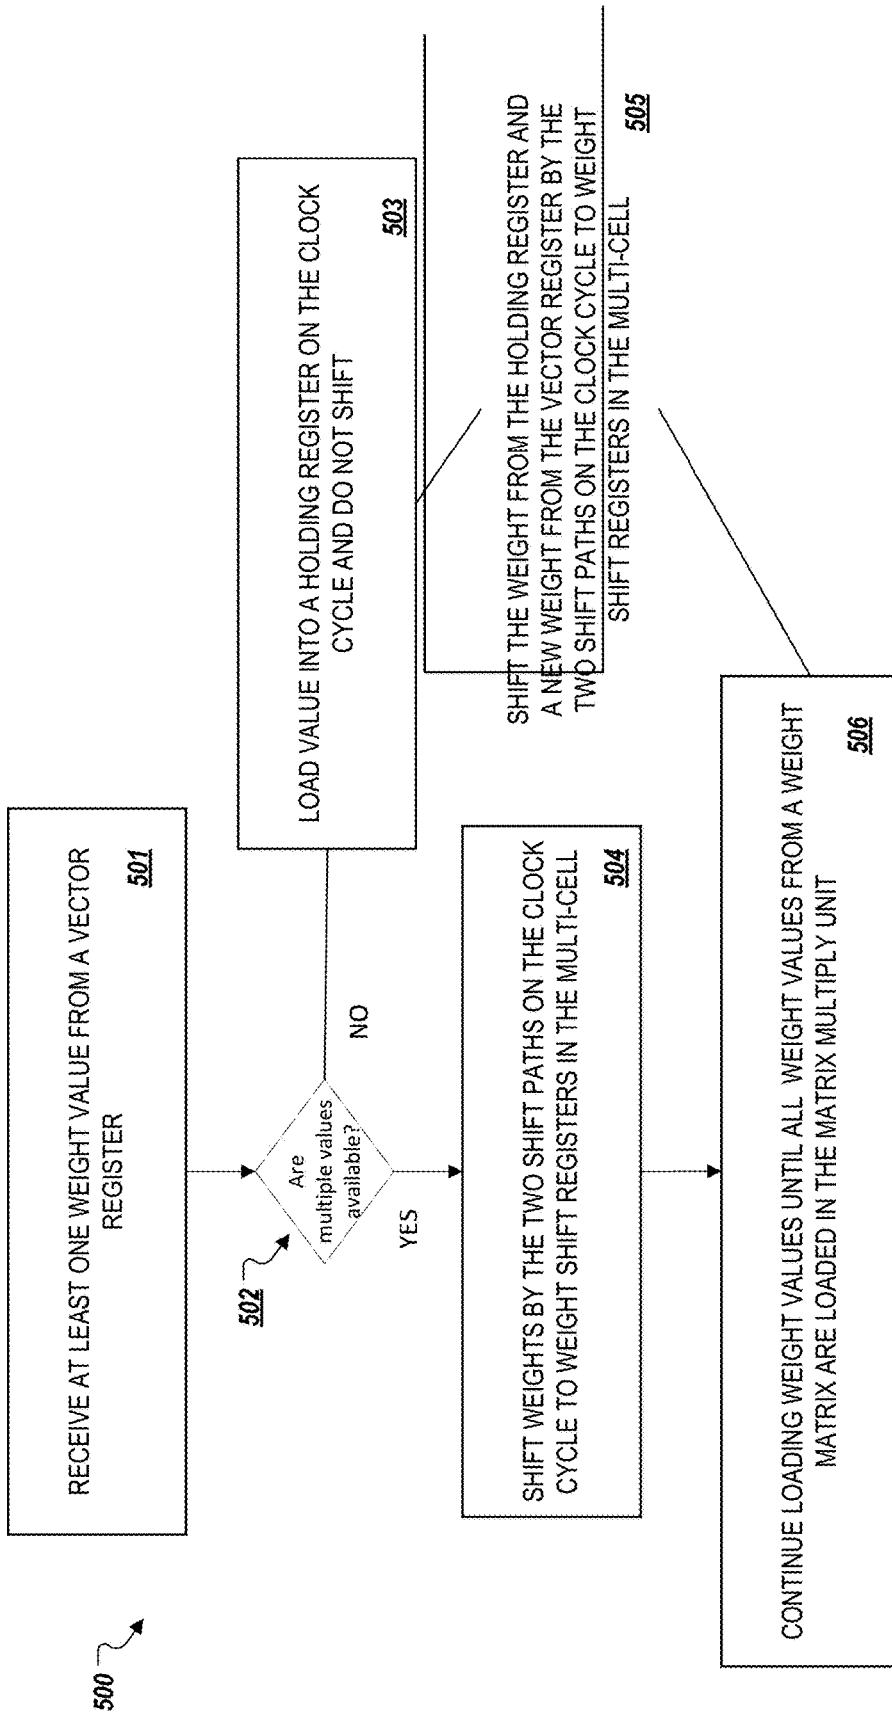 500
RECEIVE AT LEAST ONE WEIGHT VALUE FROM A VECTOR
REGISTER
501
502
Are
multiple values
available?
NO
YES
LOAD VALUE INTO A HOLDING REGISTER ON THE CLOCK
CYCLE AND DO NOT SHIFT
503
SHIFT WEIGHTS BY THE TWO SHIFT PATHS ON THE CLOCK
CYCLE TO WEIGHT SHIFT REGISTERS IN THE MULTI-CELL
504
SHIFT THE WEIGHT FROM THE HOLDING REGISTER AND
A NEW WEIGHT FROM THE VECTOR REGISTER BY THE
TWO SHIFT PATHS ON THE CLOCK CYCLE TO WEIGHT
SHIFT REGISTERS IN THE MULTI-CELL
505
CONTINUE LOADING WEIGHT VALUES UNTIL ALL WEIGHT VALUES FROM A WEIGHT
MATRIX ARE LOADED IN THE MATRIX MULTIPLY UNIT
506